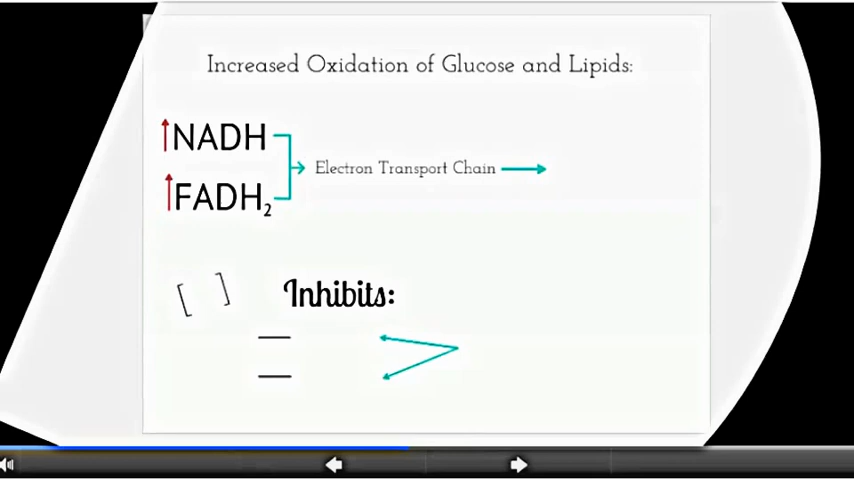 Increased Oxidation of Glucose and Lipids:
↑NADH
Electron Transport Chain
↑FADH₂
[ ] Inhibits: